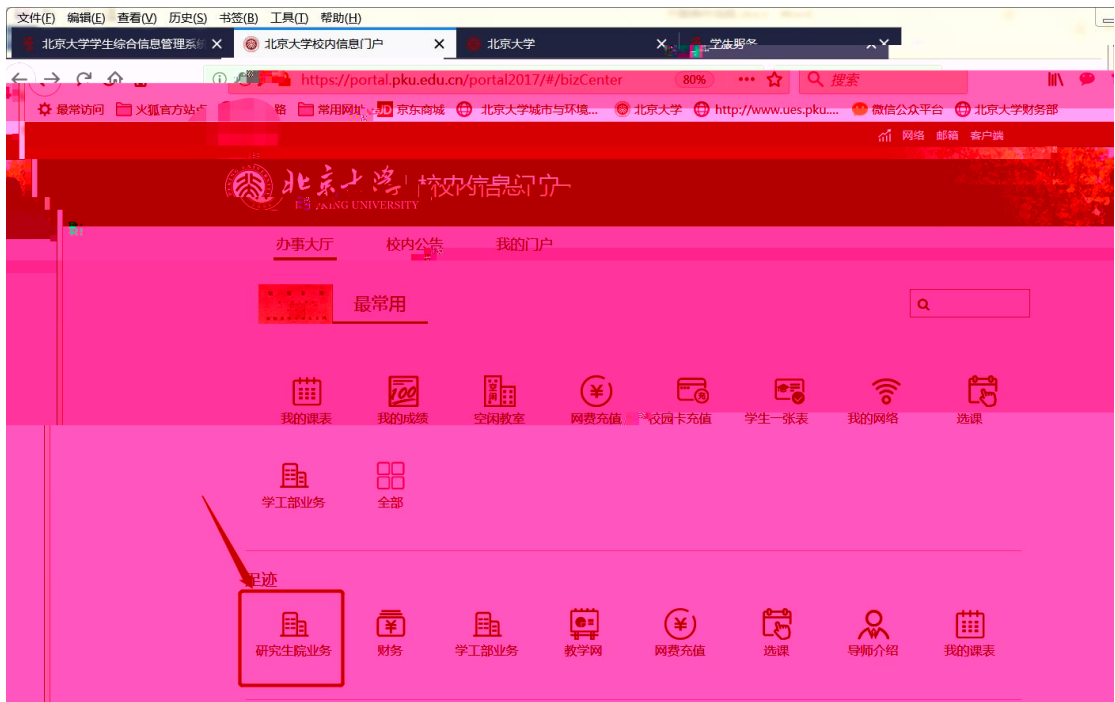 文件(F) 编辑(E) 查看(V) 历史(S) 书签(B) 工具(T) 帮助(H)
北京大学学生综合信息管理系统 北京大学校内信息门户 北京大学
https://portal.pku.edu.cn/portal2017/#/bizCenter 80% 搜索
最常访问 火狐官方站点 常用网址 JD 京东商城 北京大学城市与环境... 北京大学 http://www.ues.pku.... 微信公众平台 北京大学财务部
网络 邮箱 客户端
北京大学 校内信息门户
UNIVERSITY
办事大厅 校内公告 我的门户
最常用
我的课表 我的成绩 空闲教室 网费充值 校园卡充值 学生一张表 我的网络 选课
学工部业务 全部
足迹
研究生院业务 财务 学工部业务 教学网 网费充值 选课 导师介绍 我的课表